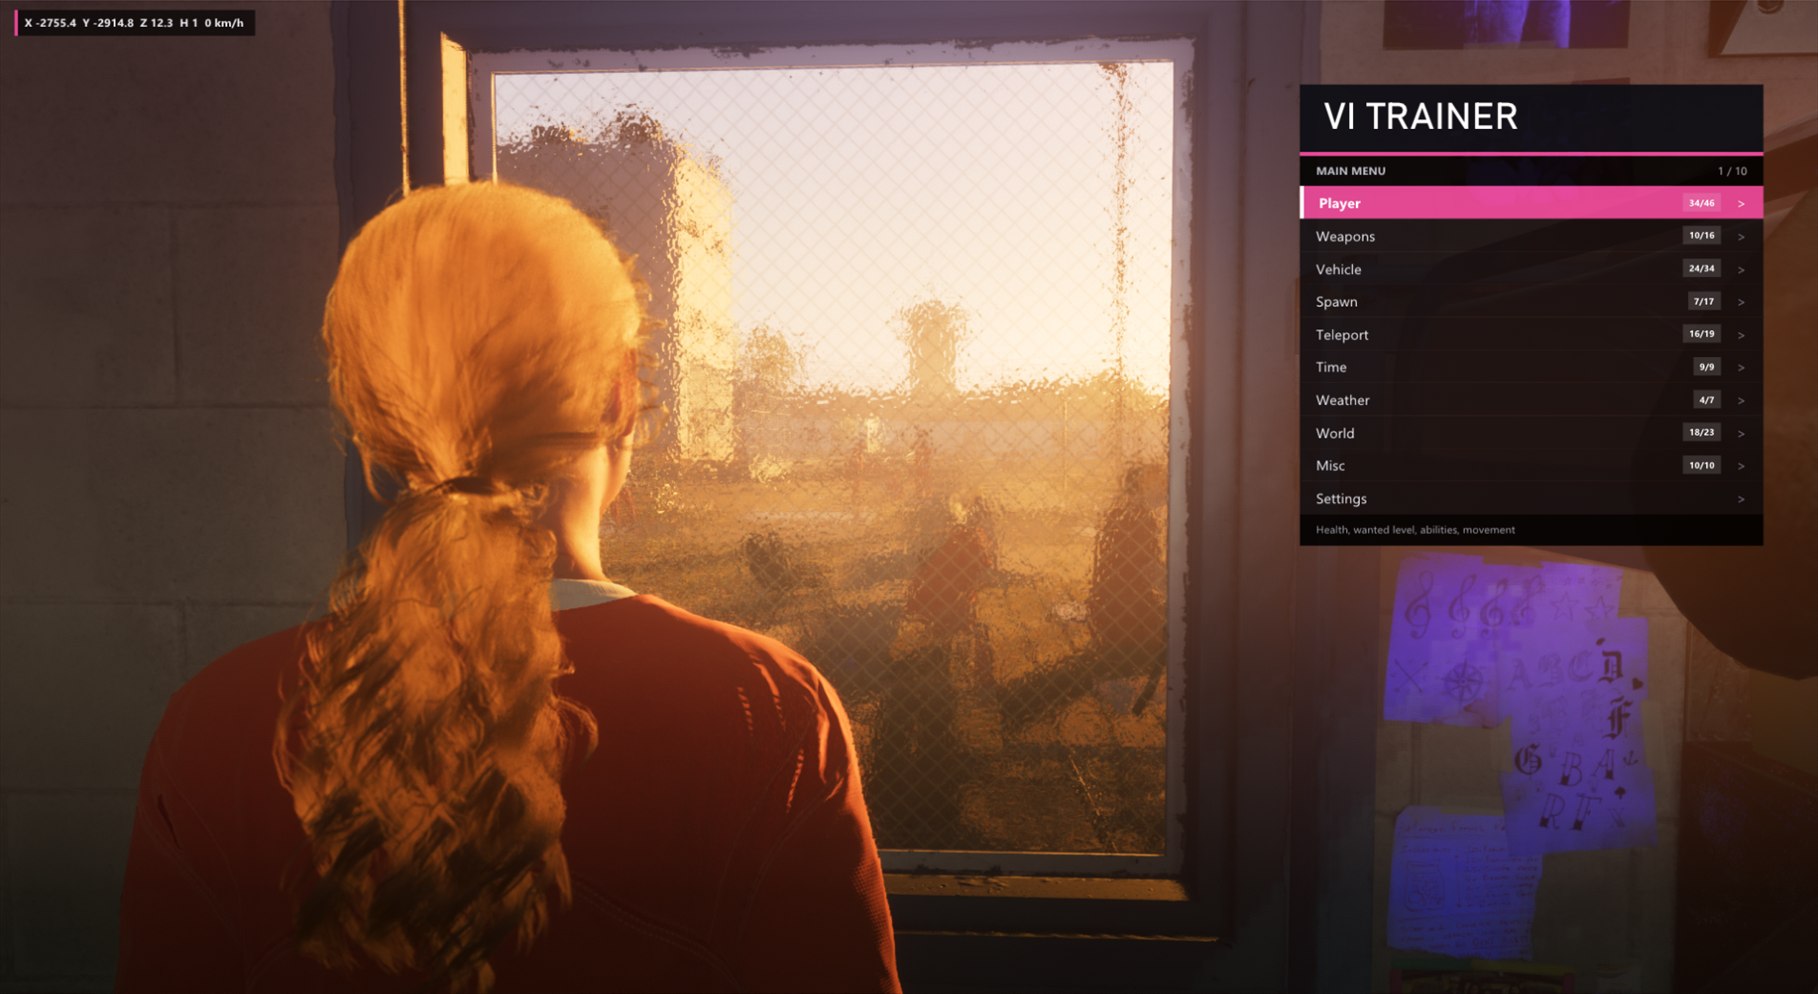 X -2755.4 Y -2914.8 Z 12.3 H 1 0 km/h
VI TRAINER
MAIN MENU 1 / 10
Player 34/46 >
Weapons 10/16 >
Vehicle 24/34 >
Spawn 7/17 >
Teleport 16/19 >
Time 9/9 >
Weather 4/7 >
World 18/23 >
Misc 10/10 >
Settings >
Health, wanted level, abilities, movement
A B C D
F
G B A
R F